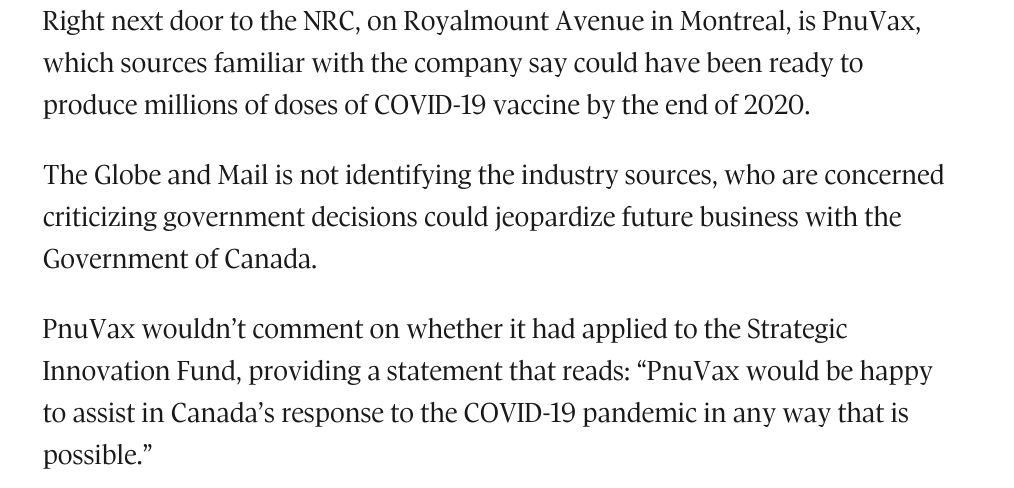 Right next door to the NRC, on Royalmount Avenue in Montreal, is PnuVax,
which sources familiar with the company say could have been ready to
produce millions of doses of COVID-19 vaccine by the end of 2020.
The Globe and Mail is not identifying the industry sources, who are concerned
criticizing government decisions could jeopardize future business with the
Government of Canada.
PnuVax wouldn’t comment on whether it had applied to the Strategic
Innovation Fund, providing a statement that reads: “PnuVax would be happy
to assist in Canada’s response to the COVID-19 pandemic in any way that is
possible.”